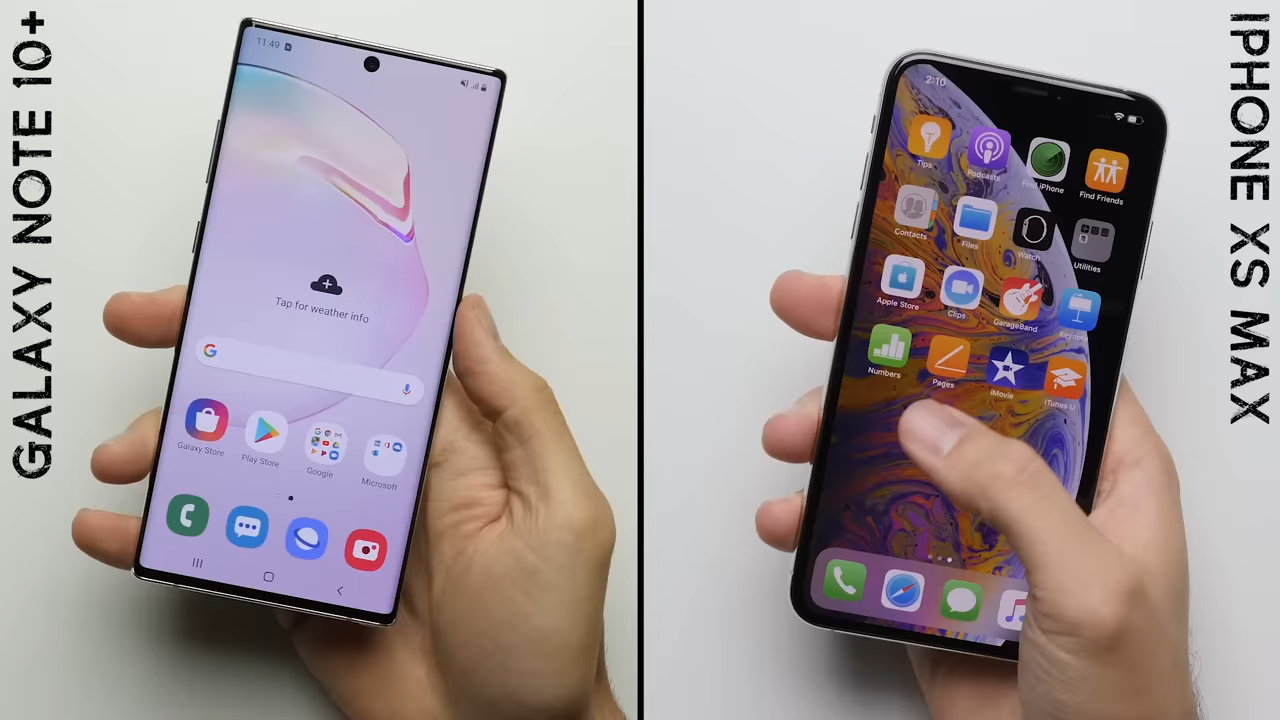 GALAXY NOTE 10+
11:49
Tap for weather info
Galaxy Store
Play Store
Google
Microsoft
IPHONE XS MAX
2:10
Tips
Podcasts
Find iPhone
Find Friends
Contacts
Files
Watch
Utilities
Apple Store
Clips
GarageBand
Keynote
Numbers
Pages
iMovie
iTunes U